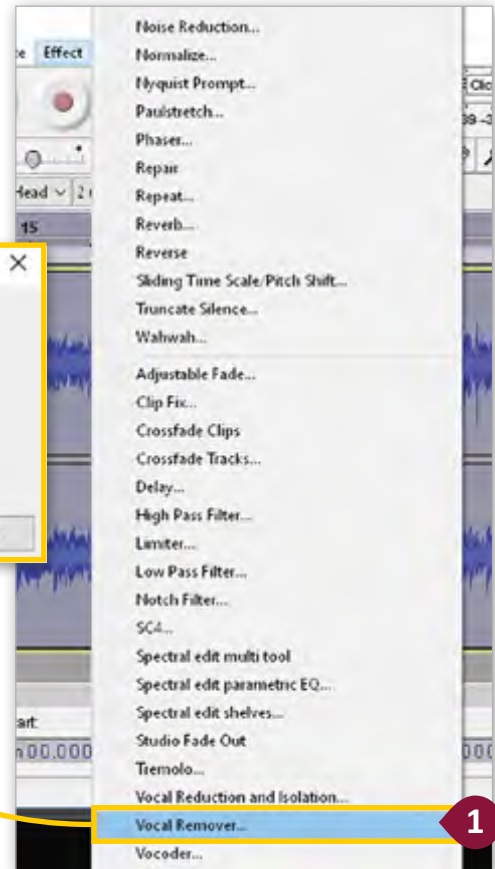 Effect
Noise Reduction...
Normalize...
Nyquist Prompt...
Paulstretch...
Phaser...
Repair
Repeat...
Reverb...
Reverse
Sliding Time Scale/Pitch Shift...
Truncate Silence...
Wahwah...
Adjustable Fade...
Clip Fix...
Crossfade Clips
Crossfade Tracks...
Delay...
High Pass Filter...
Limiter...
Low Pass Filter...
Notch Filter...
SC4...
Spectral edit multi tool
Spectral edit parametric EQ...
Spectral edit shelves...
Studio Fade Out
Tremolo...
Vocal Reduction and Isolation...
Vocal Remover...
1
Vocoder...
15